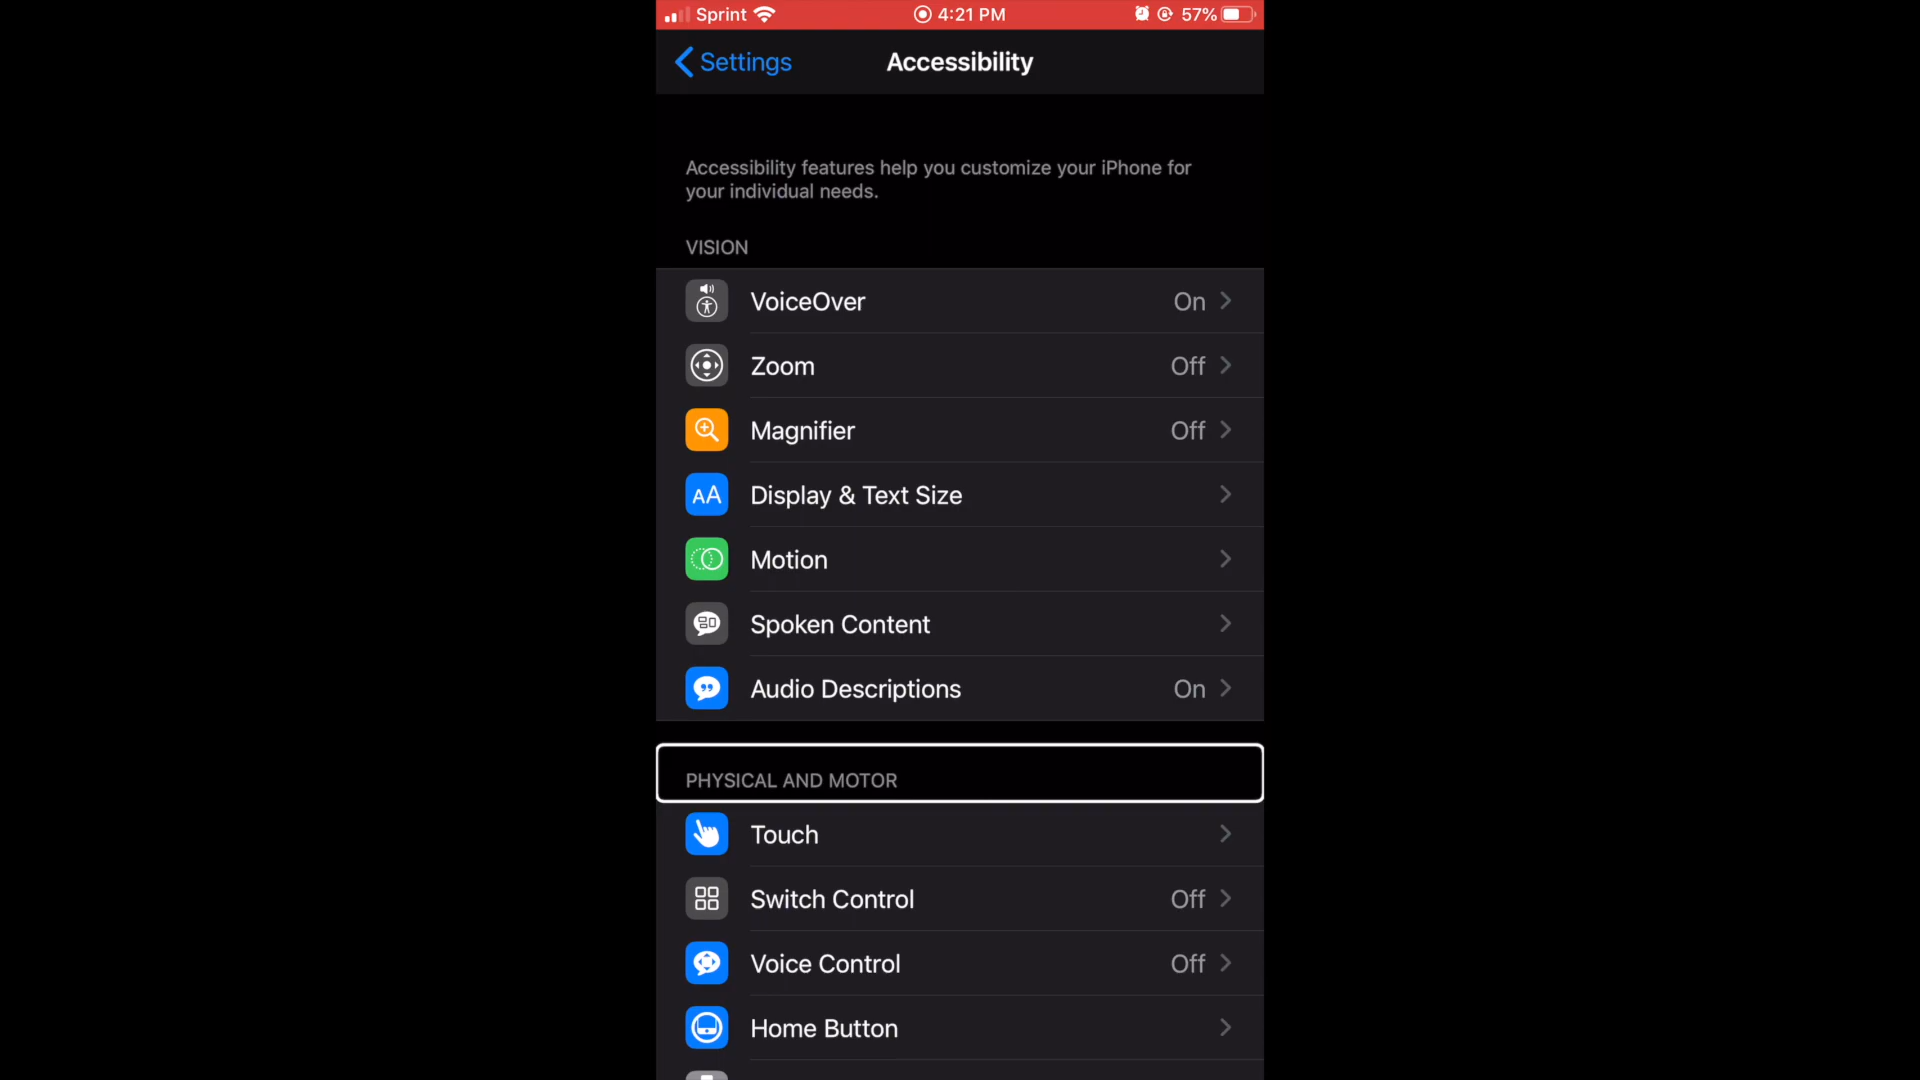 Sprint 4:21 PM 57%
Settings Accessibility
Accessibility features help you customize your iPhone for
your individual needs.
VISION
VoiceOver On
Zoom Off
Magnifier Off
AA Display & Text Size
Motion
Spoken Content
Audio Descriptions On
PHYSICAL AND MOTOR
Touch
Switch Control Off
Voice Control Off
Home Button